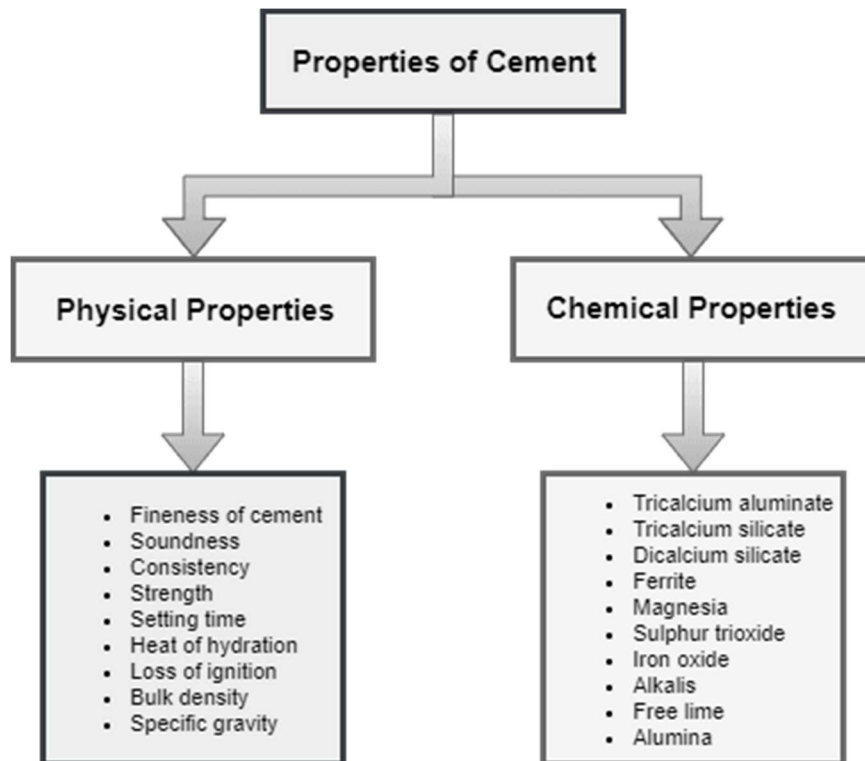 Properties of Cement
Physical Properties
Chemical Properties
• Fineness of cement
• Soundness
• Consistency
• Strength
• Setting time
• Heat of hydration
• Loss of ignition
• Bulk density
• Specific gravity
• Tricalcium aluminate
• Tricalcium silicate
• Dicalcium silicate
• Ferrite
• Magnesia
• Sulphur trioxide
• Iron oxide
• Alkalis
• Free lime
• Alumina